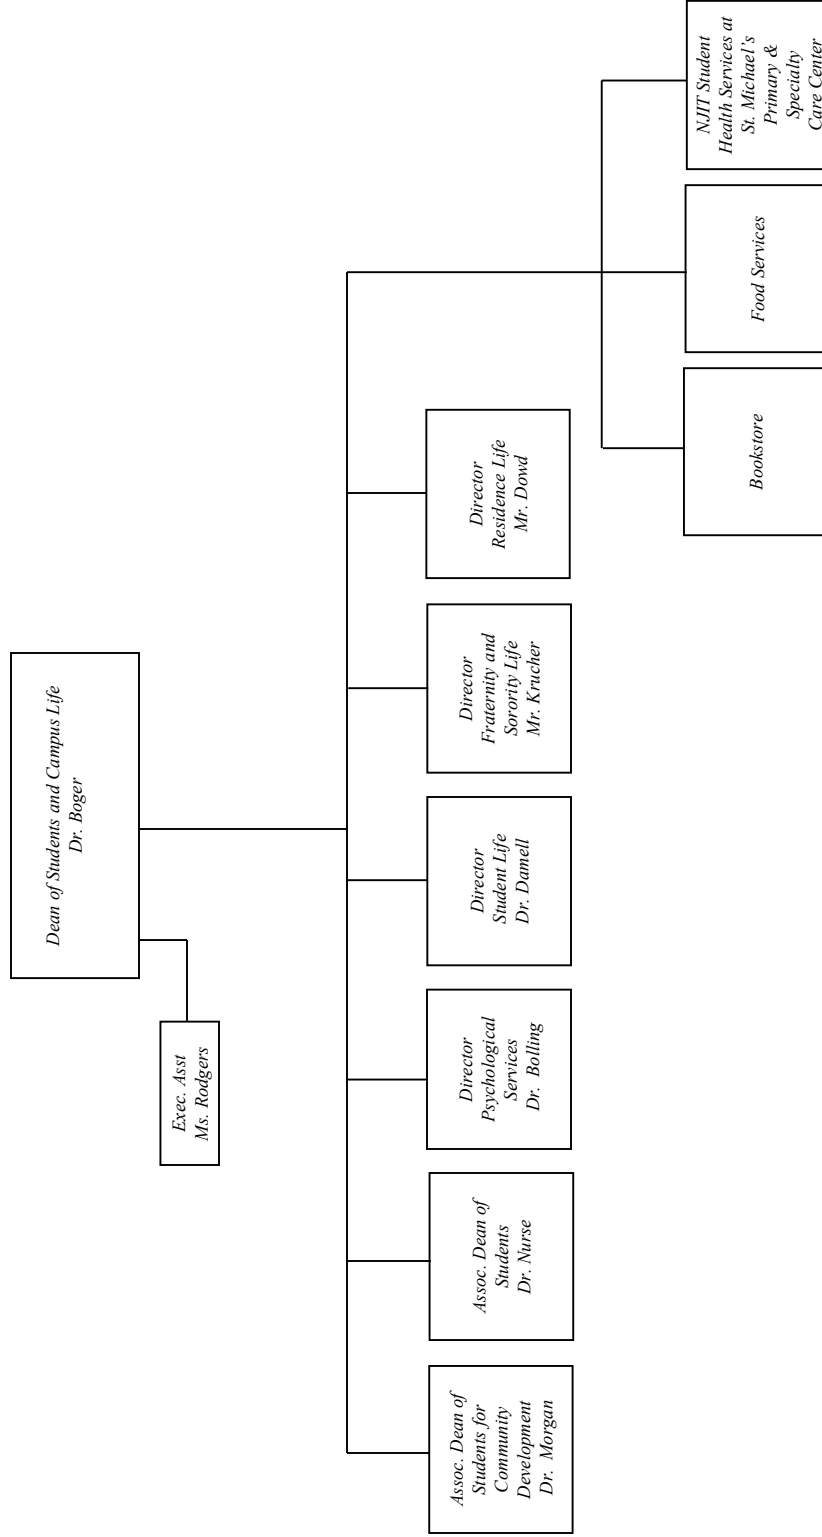 Dean of Students and Campus Life
Dr. Boger
Exec. Asst
Ms. Rodgers
Assoc. Dean of
Students for
Community
Development
Dr. Morgan
Assoc. Dean of
Students
Dr. Nurse
Director
Psychological
Services
Dr. Bolling
Director
Student Life
Dr. Damell
Director
Fraternity and
Sorority Life
Mr. Krucher
Director
Residence Life
Mr. Dowd
Bookstore
Food Services
NJIT Student
Health Services at
St. Michael's
Primary &
Specialty
Care Center